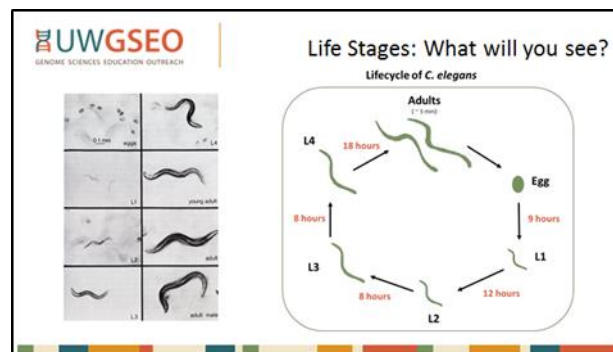 UWGSEO
GENOME SCIENCES EDUCATION OUTREACH
Life Stages: What will you see?
Lifecycle of C. elegans
0.1 mm
eggs
L4
L1
young adult
L2
adult
L3
adult male
Adults
L4
18 hours
Egg
8 hours
9 hours
L3
L1
8 hours
12 hours
L2